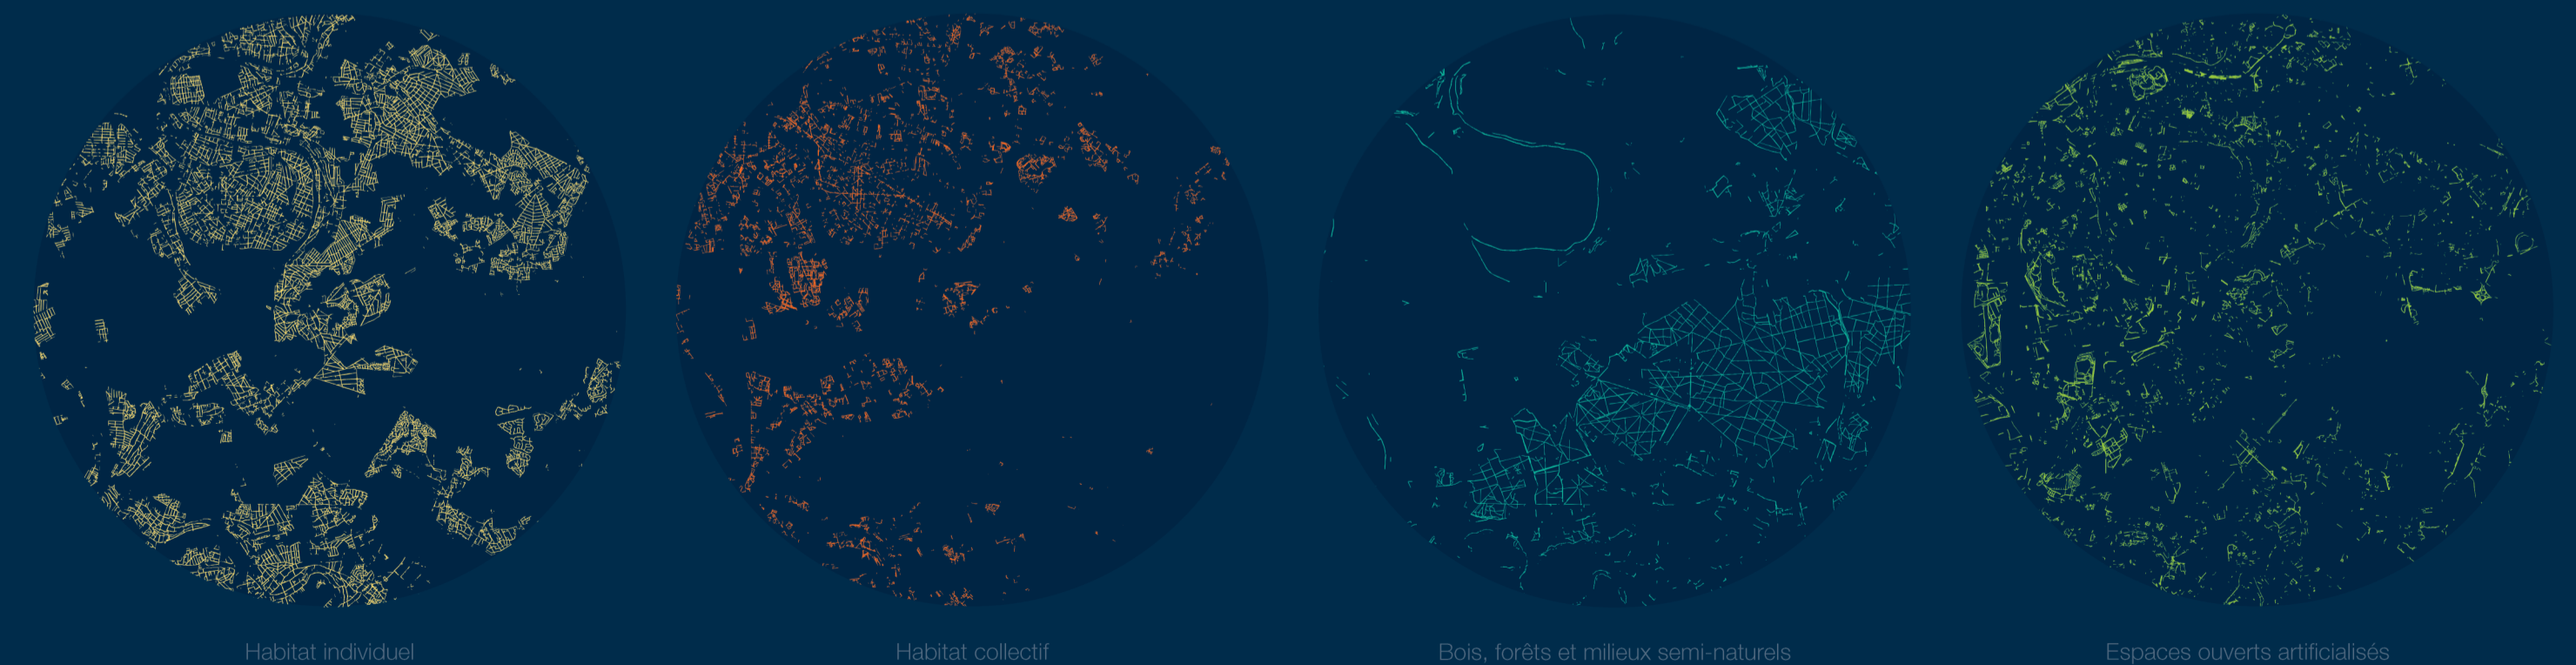 Habitat individuel
Habitat collectif
Bois, forêts et milieux semi-naturels
Espaces ouverts artificialisés